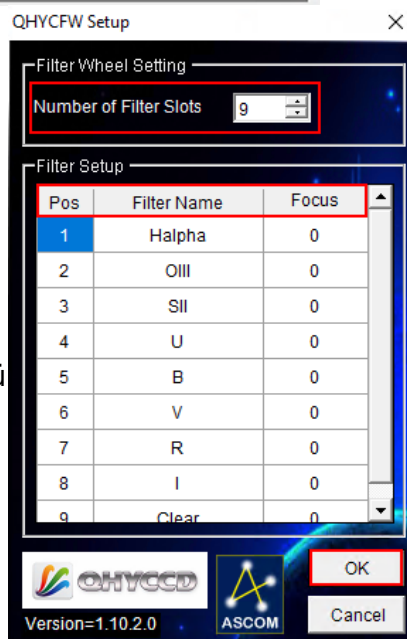 QHYCFW Setup
Filter Wheel Setting
Number of Filter Slots 9
Filter Setup
Pos Filter Name Focus
1 Halpha 0
2 OIII 0
3 SII 0
4 U 0
5 B 0
6 V 0
7 R 0
8 I 0
9 Clear 0
QHYCCD
ASCOM
OK
Version=1.10.2.0
Cancel